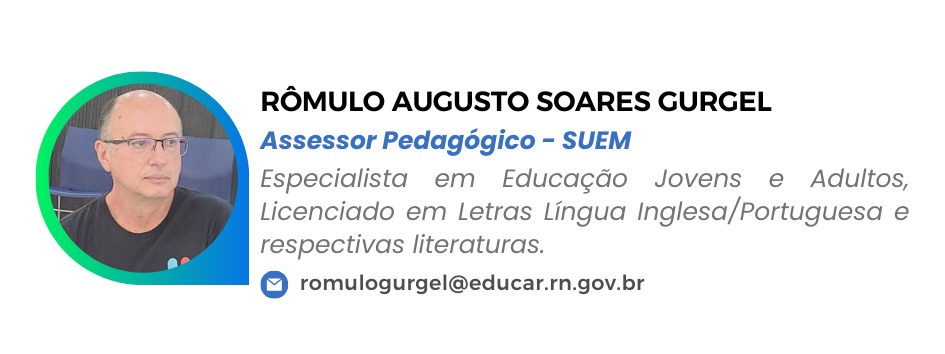 RÔMULO AUGUSTO SOARES GURGEL
Assessor Pedagógico - SUEM
Especialista em Educação Jovens e Adultos,
Licenciado em Letras Língua Inglesa/Portuguesa e
respectivas literaturas.
romulogurgel@educar.rn.gov.br